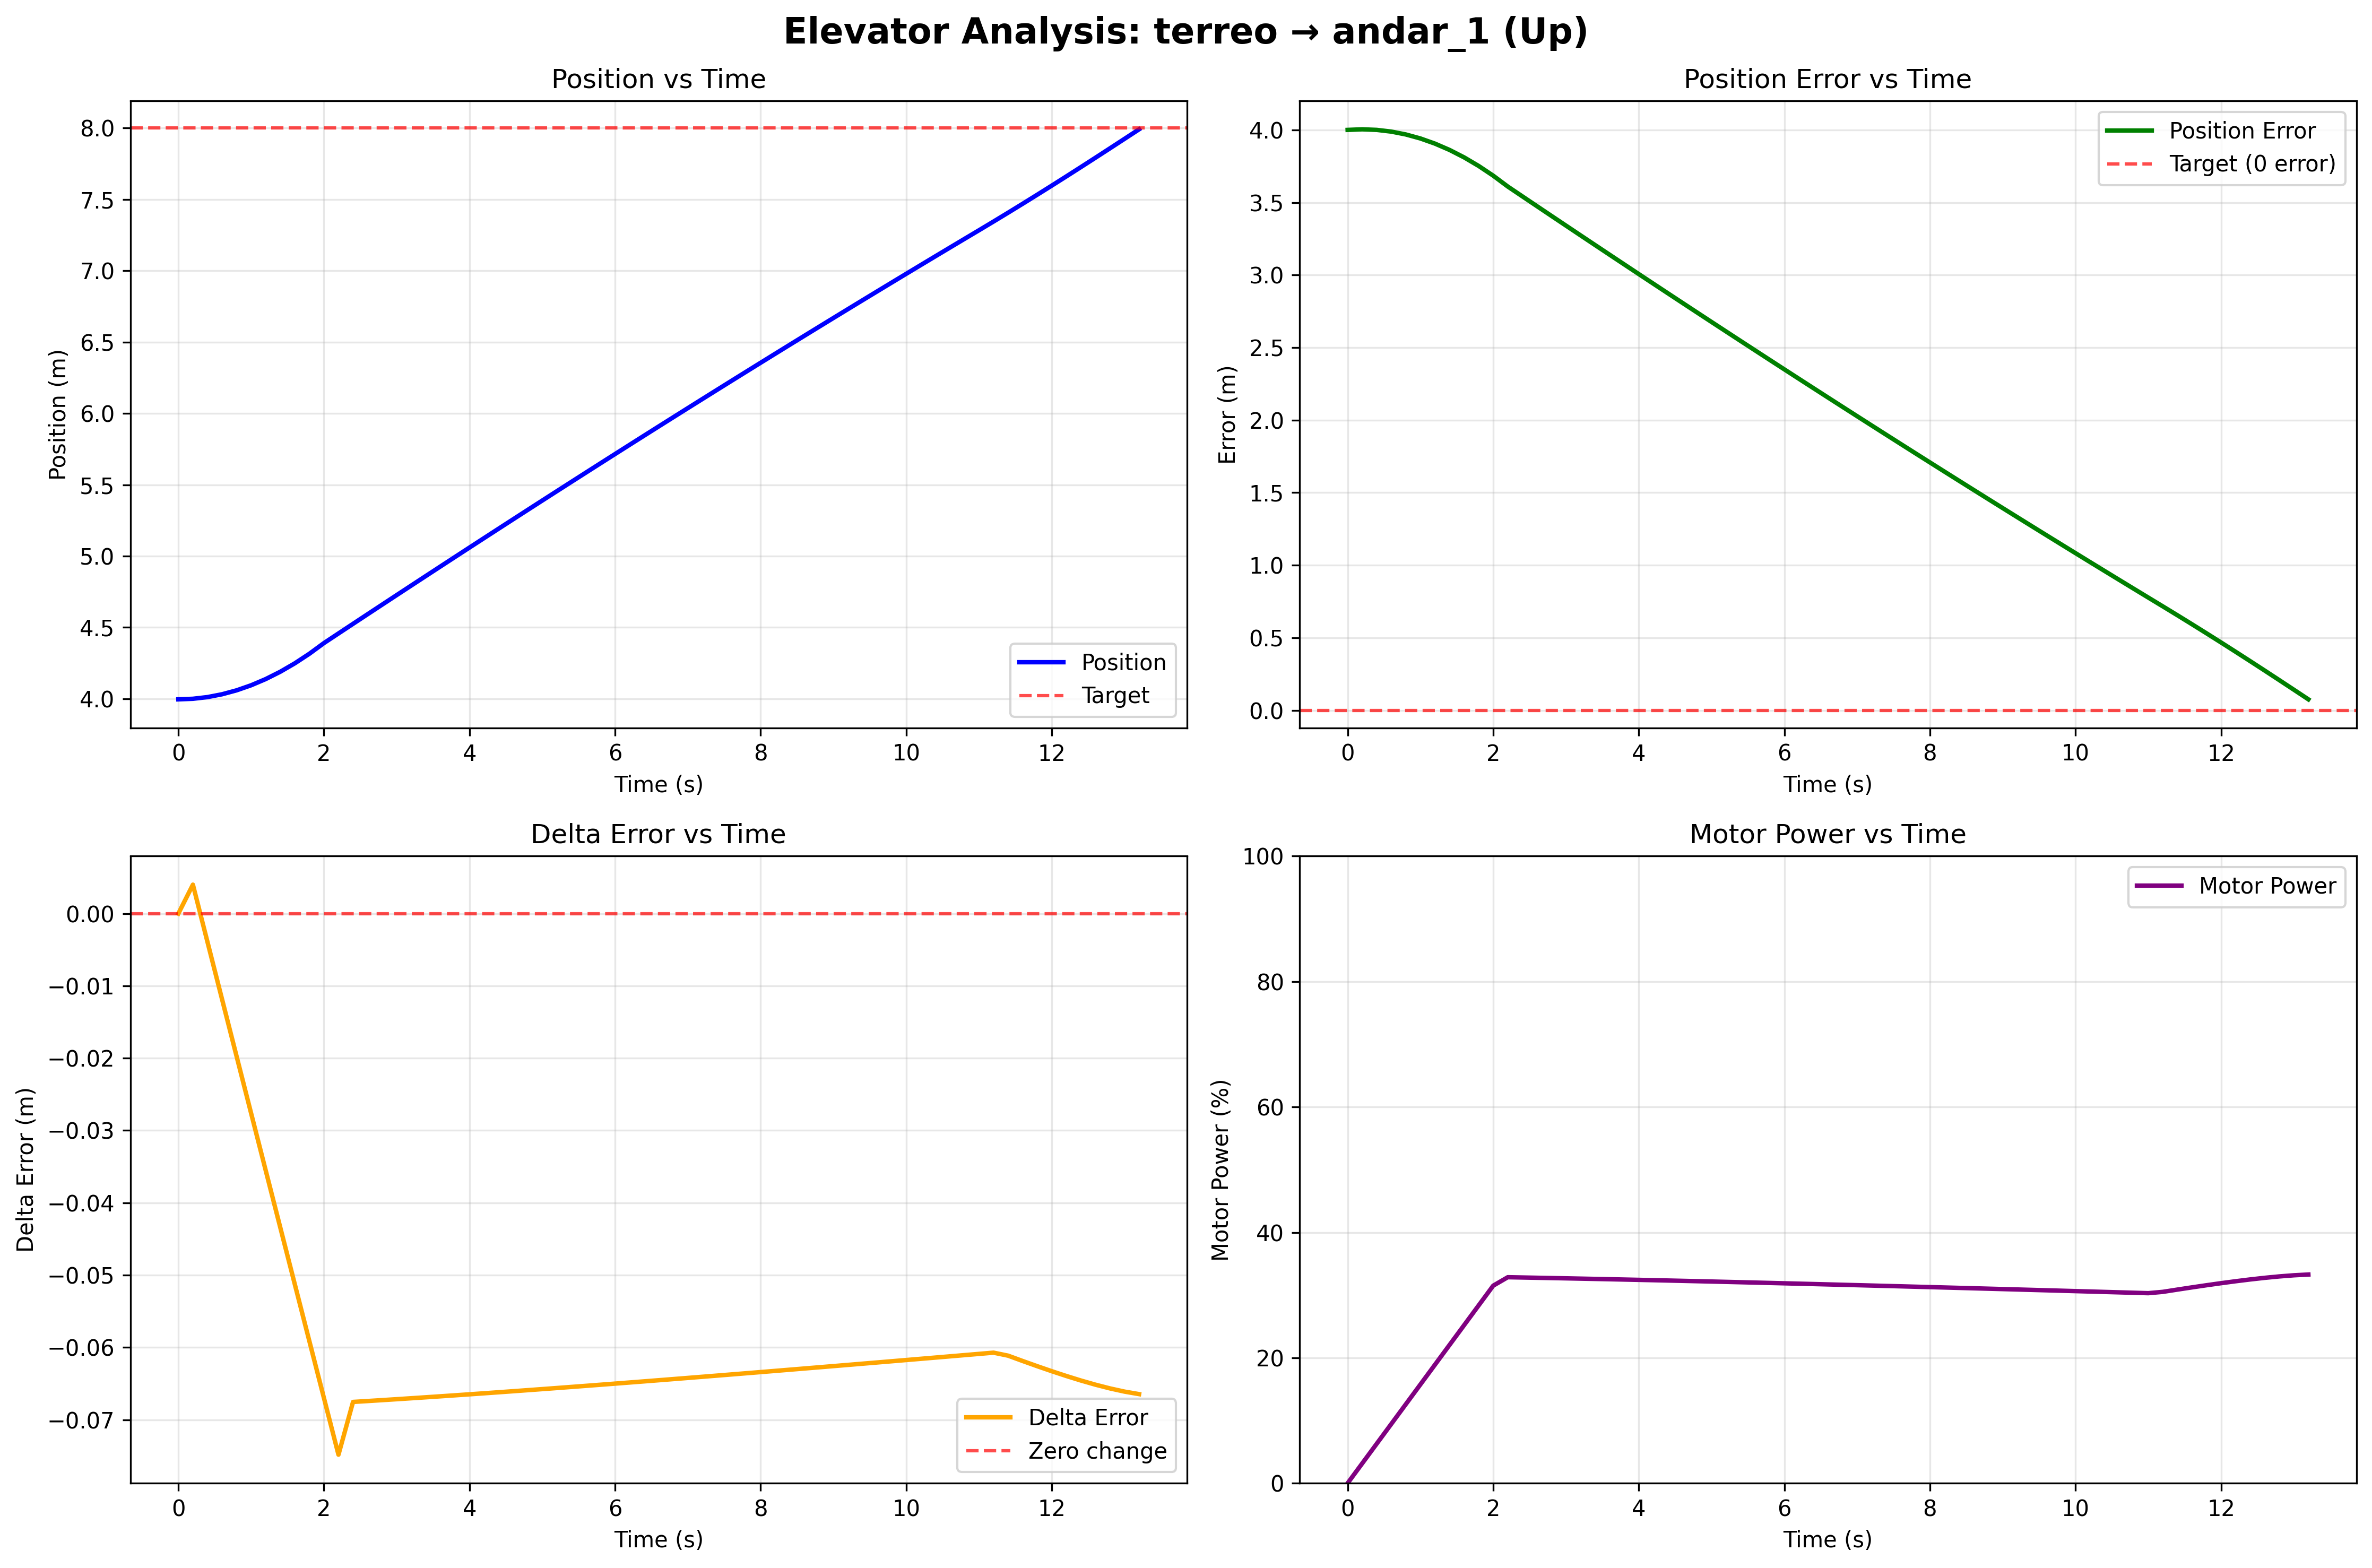 Elevator Analysis: terreo → andar_1 (Up)
Position vs Time
8.0
7.5
7.0
6.5
6.0
5.5
5.0
4.5
4.0
Position (m)
Position
Target
0 2 4 6 8 10 12
Time (s)
Position Error vs Time
4.0
3.5
3.0
2.5
2.0
1.5
1.0
0.5
0.0
Error (m)
Position Error
Target (0 error)
0 2 4 6 8 10 12
Time (s)
Delta Error vs Time
0.00
−0.01
−0.02
−0.03
−0.04
−0.05
−0.06
−0.07
Delta Error (m)
Delta Error
Zero change
0 2 4 6 8 10 12
Time (s)
Motor Power vs Time
100
80
60
40
20
0
Motor Power (%)
Motor Power
0 2 4 6 8 10 12
Time (s)